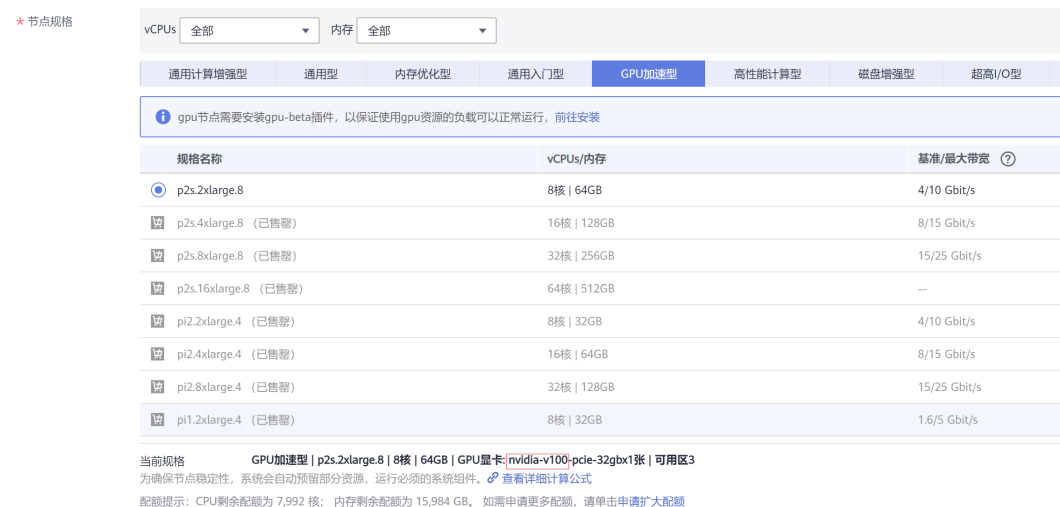 * 节点规格
vCPUs 全部 内存 全部
通用计算增强型 通用型 内存优化型 通用入门型 GPU加速型 高性能计算型 磁盘增强型 超高I/O型
gpu节点需要安装gpu-beta插件，以保证使用gpu资源的负载可以正常运行，前往安装
规格名称 vCPUs/内存 基准/最大带宽 ?
p2s.2xlarge.8 8核 | 64GB 4/10 Gbit/s
p2s.4xlarge.8 （已售罄） 16核 | 128GB 8/15 Gbit/s
p2s.8xlarge.8 （已售罄） 32核 | 256GB 15/25 Gbit/s
p2s.16xlarge.8 （已售罄） 64核 | 512GB --
pi2.2xlarge.4 （已售罄） 8核 | 32GB 4/10 Gbit/s
pi2.4xlarge.4 （已售罄） 16核 | 64GB 8/15 Gbit/s
pi2.8xlarge.4 （已售罄） 32核 | 128GB 15/25 Gbit/s
pi1.2xlarge.4 （已售罄） 8核 | 32GB 1.6/5 Gbit/s
当前规格 GPU加速型 | p2s.2xlarge.8 | 8核 | 64GB | GPU显卡: nvidia-v100-pcie-32gbx1张 | 可用区3
为确保节点稳定性，系统会自动预留部分资源，运行必须的系统组件。 查看详细计算公式
配额提示：CPU剩余配额为 7,992 核； 内存剩余配额为 15,984 GB。 如需申请更多配额，请单击申请扩大配额